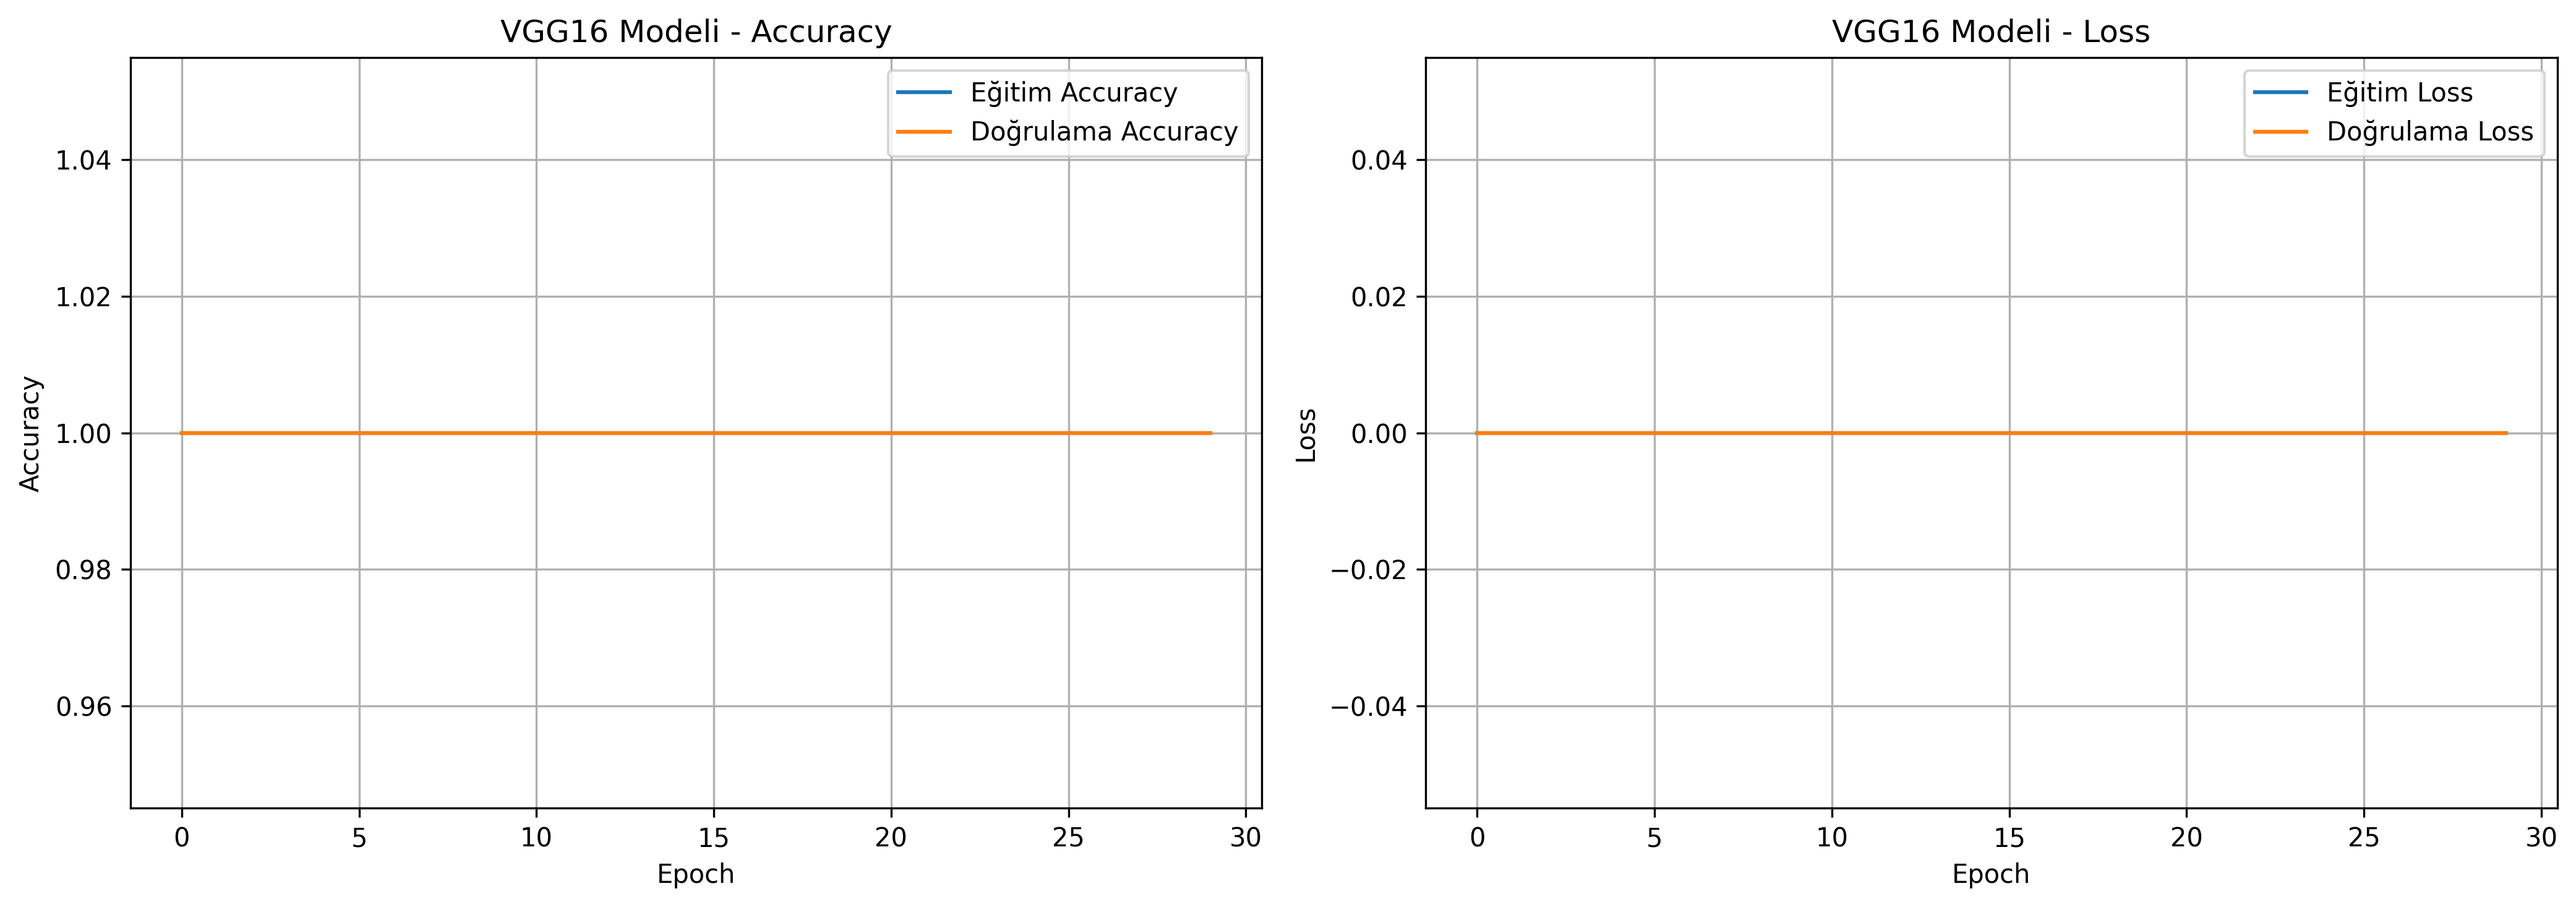 VGG16 Modeli - Accuracy
Eğitim Accuracy
Doğrulama Accuracy
1.04
1.02
1.00
0.98
0.96
Accuracy
0 5 10 15 20 25 30
Epoch
VGG16 Modeli - Loss
Eğitim Loss
Doğrulama Loss
0.04
0.02
0.00
−0.02
−0.04
Loss
0 5 10 15 20 25 30
Epoch